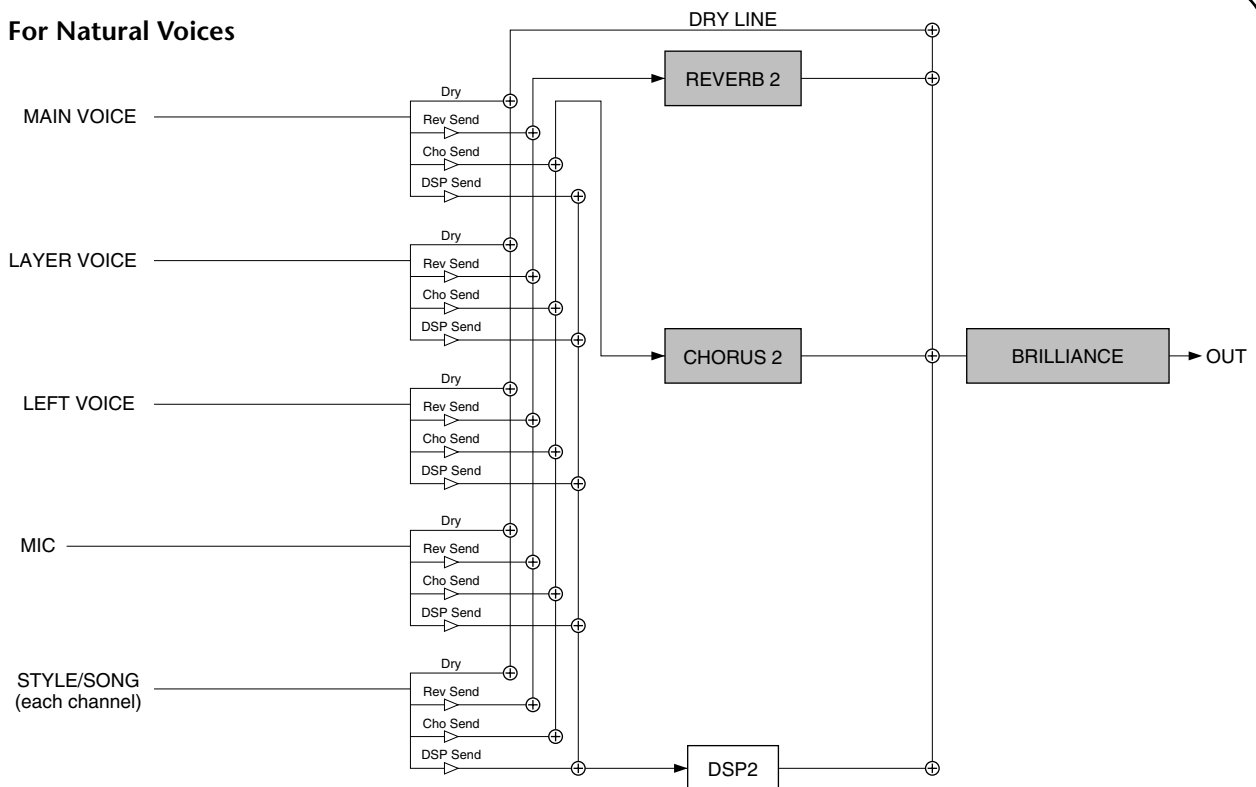 For Natural Voices
DRY LINE
REVERB 2
MAIN VOICE
Dry
Rev Send
Cho Send
DSP Send
LAYER VOICE
Dry
Rev Send
Cho Send
DSP Send
CHORUS 2
BRILLIANCE
OUT
LEFT VOICE
Dry
Rev Send
Cho Send
DSP Send
MIC
Dry
Rev Send
Cho Send
DSP Send
STYLE/SONG
(each channel)
Dry
Rev Send
Cho Send
DSP Send
DSP2